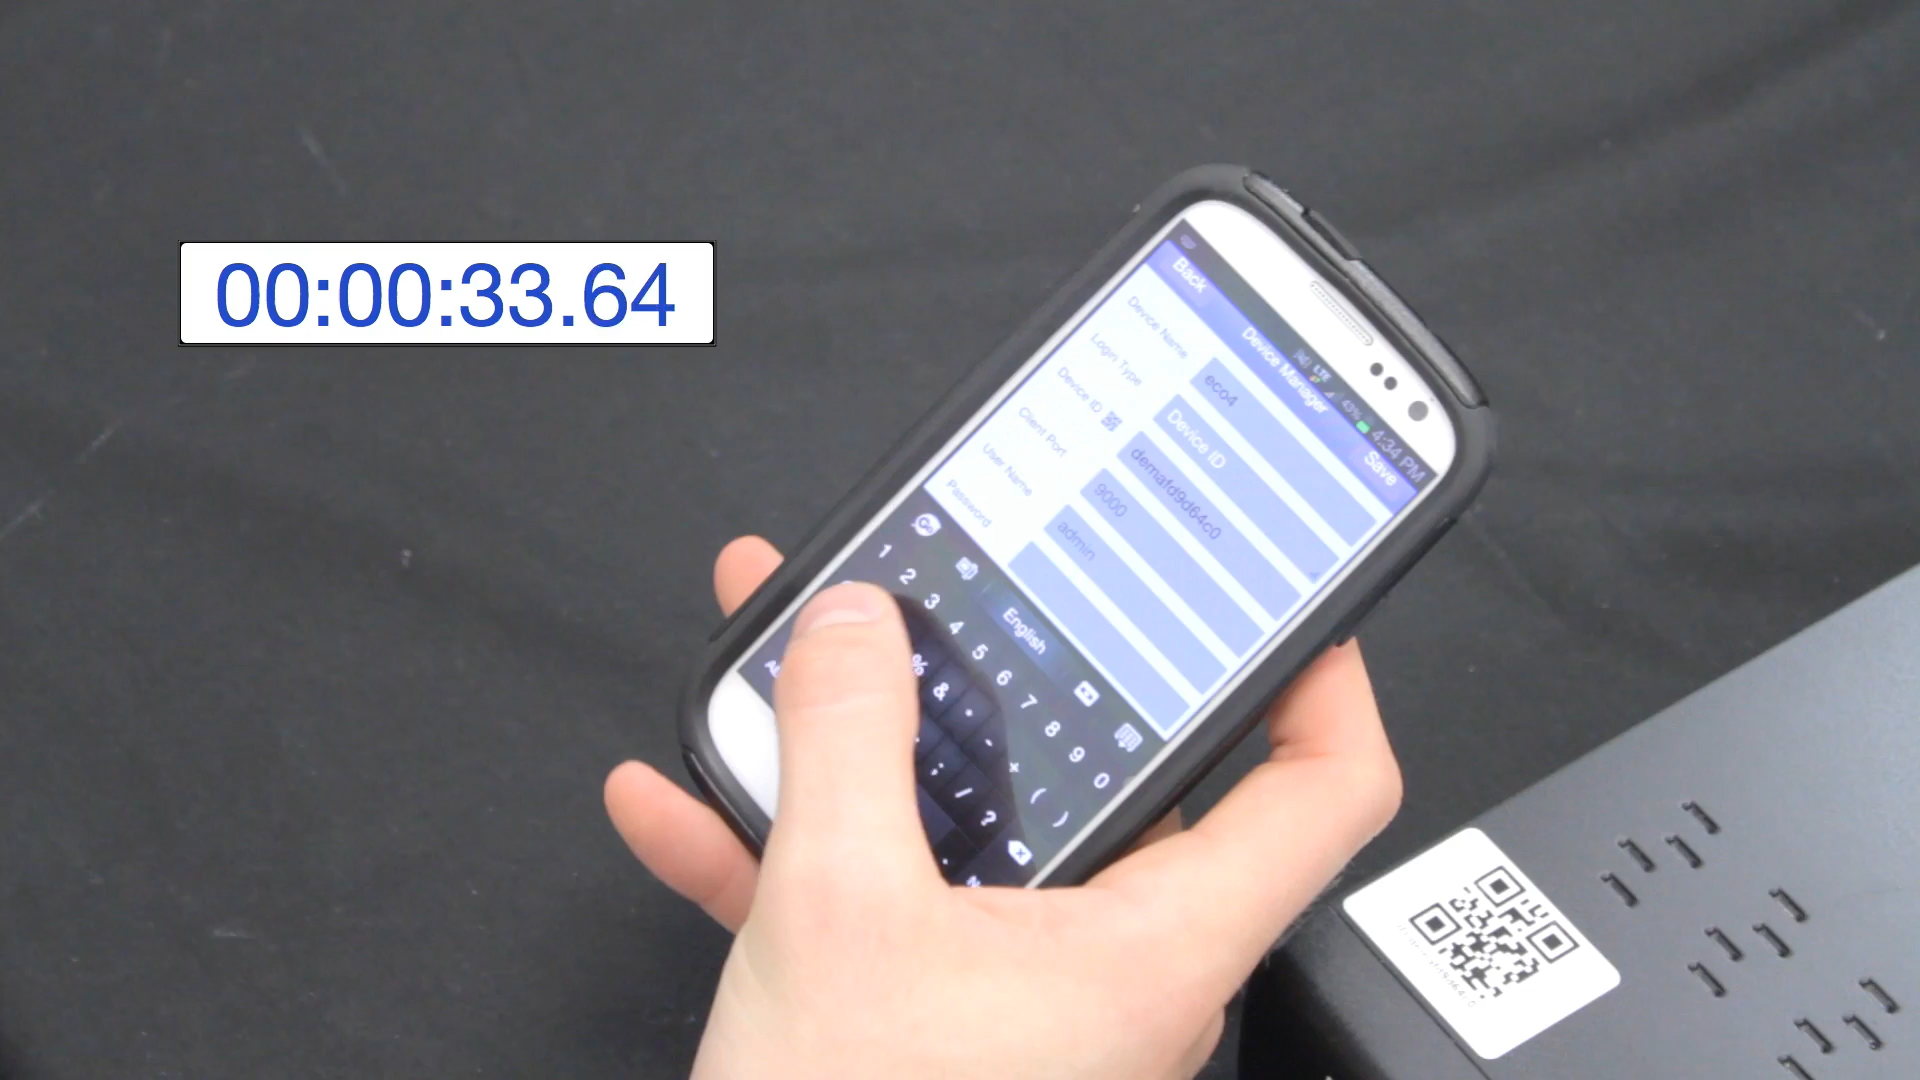 00:00:33.64
4:34 PM
43%
LTE
Back
Device Manager
Save
Device Name
eco4
Login Type
Device ID
Device ID
demafd9d64c0
Client Port
9000
User Name
admin
Password
English
1 2 3 4 5 6 7 8 9 0
% & * - × ( )
; / ?
.